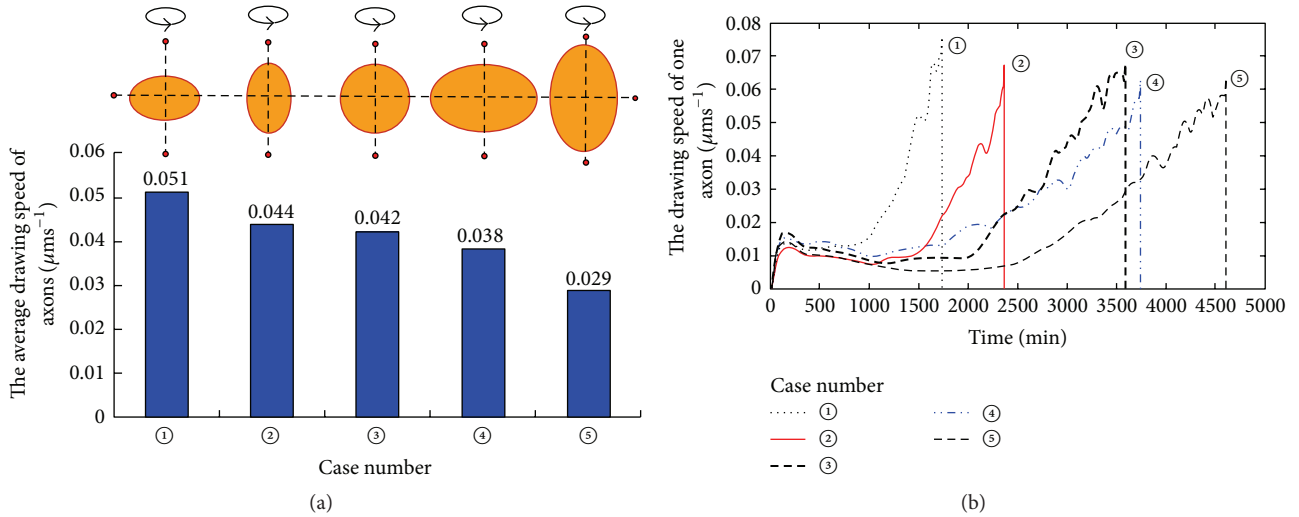 The average drawing speed of
axons (μms⁻¹)
0.06
0.05
0.04
0.03
0.02
0.01
0
0.051
0.044
0.042
0.038
0.029
① ② ③ ④ ⑤
Case number
(a)
The drawing speed of one
axon (μms⁻¹)
0.08
0.07
0.06
0.05
0.04
0.03
0.02
0.01
0
① ② ③ ④ ⑤
0 500 1000 1500 2000 2500 3000 3500 4000 4500 5000
Time (min)
Case number
① ④
② ⑤
③
(b)